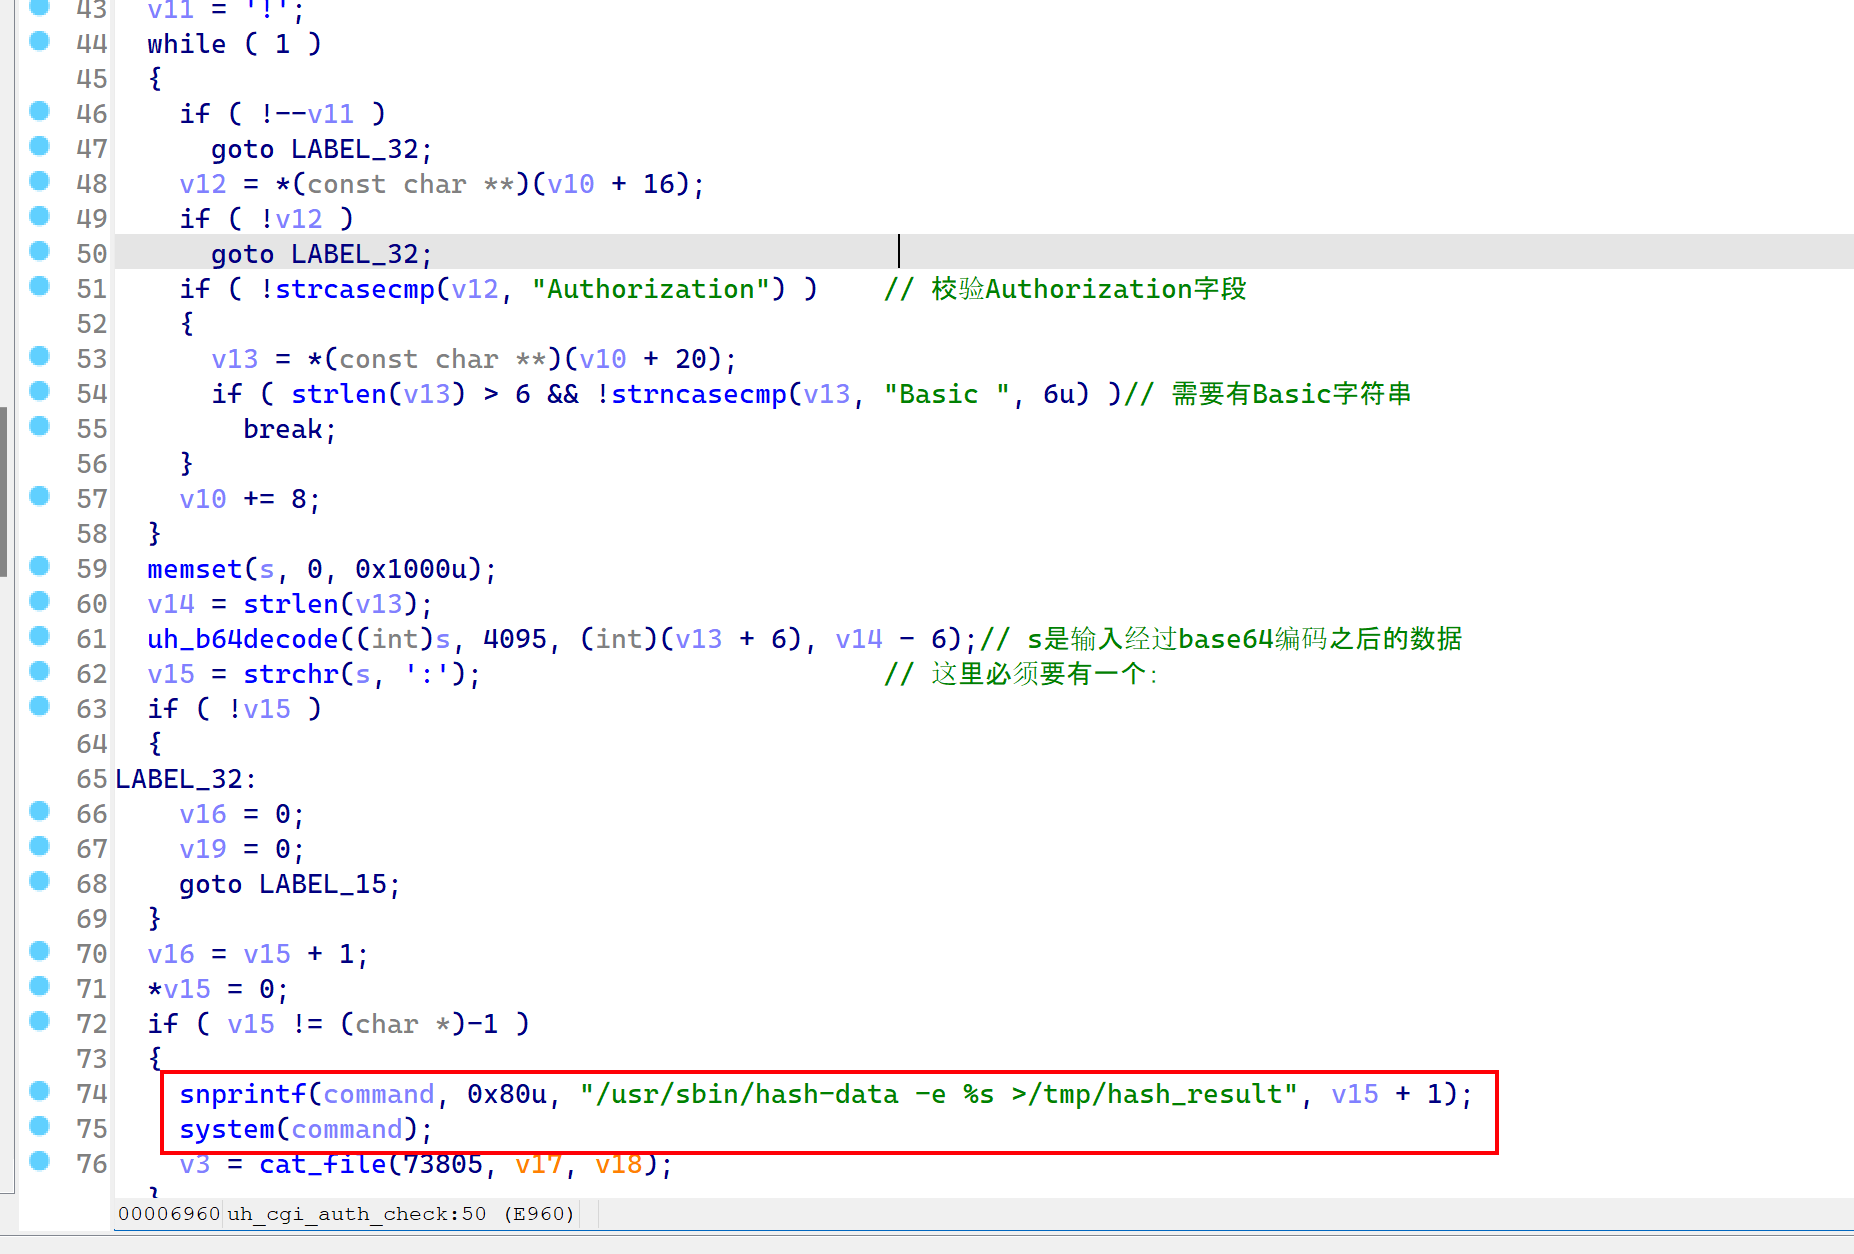 43 v11 = '!';
44 while ( 1 )
45 {
46 if ( !--v11 )
47 goto LABEL_32;
48 v12 = *(const char **)(v10 + 16);
49 if ( !v12 )
50 goto LABEL_32;
51 if ( !strcasecmp(v12, "Authorization") ) // 校验Authorization字段
52 {
53 v13 = *(const char **)(v10 + 20);
54 if ( strlen(v13) > 6 && !strncasecmp(v13, "Basic ", 6u) )// 需要有Basic字符串
55 break;
56 }
57 v10 += 8;
58 }
59 memset(s, 0, 0x1000u);
60 v14 = strlen(v13);
61 uh_b64decode((int)s, 4095, (int)(v13 + 6), v14 - 6);// s是输入经过base64编码之后的数据
62 v15 = strchr(s, ':'); // 这里必须要有一个:
63 if ( !v15 )
64 {
65 LABEL_32:
66 v16 = 0;
67 v19 = 0;
68 goto LABEL_15;
69 }
70 v16 = v15 + 1;
71 *v15 = 0;
72 if ( v15 != (char *)-1 )
73 {
74 snprintf(command, 0x80u, "/usr/sbin/hash-data -e %s >/tmp/hash_result", v15 + 1);
75 system(command);
76 v3 = cat_file(73805, v17, v18);
}
00006960 uh_cgi_auth_check:50 (E960)